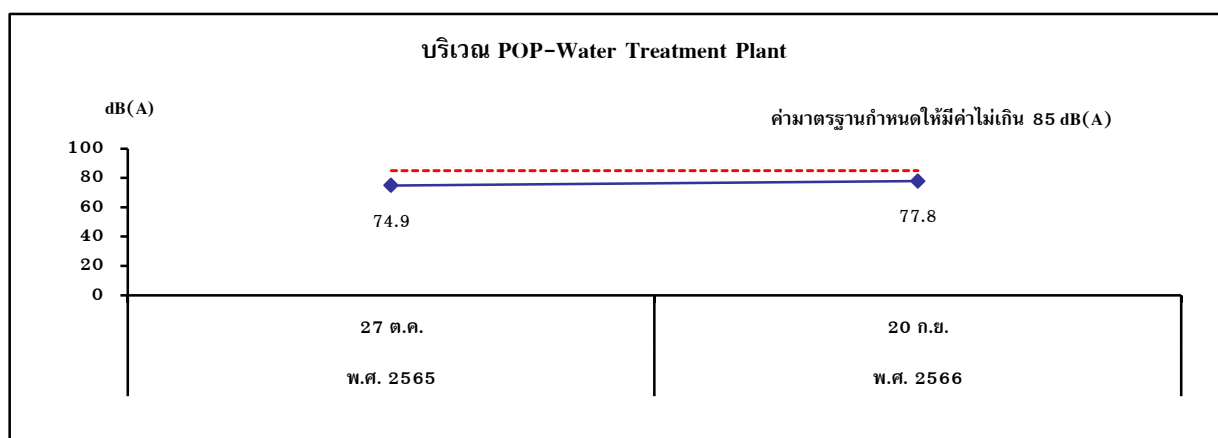 บริเวณ POP-Water Treatment Plant
dB(A)
ค่ามาตรฐานกำหนดให้มีค่าไม่เกิน 85 dB(A)
100
80
60
40
20
0
74.9
77.8
27 ต.ค.
20 ก.ย.
พ.ศ. 2565
พ.ศ. 2566